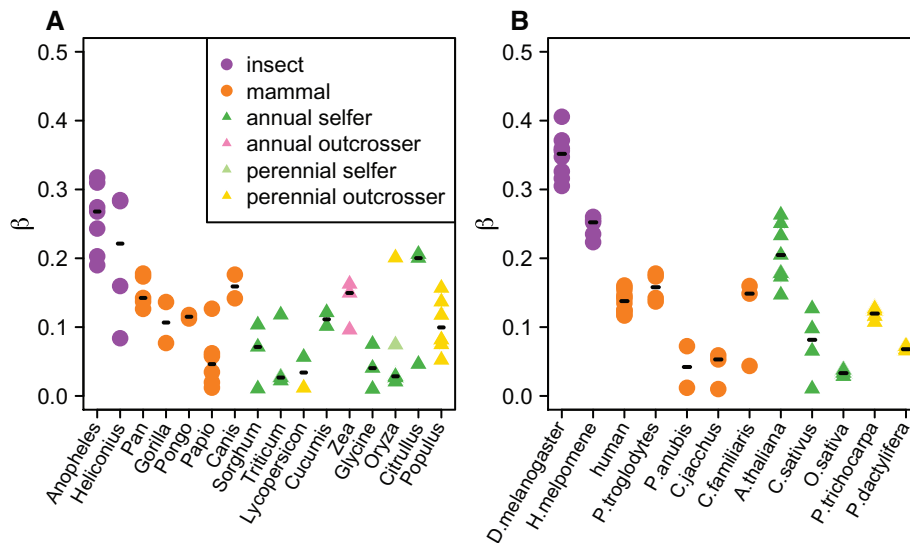 A
B
0.5
0.4
0.3
0.2
0.1
0.0
β
insect
mammal
annual selfer
annual outcrosser
perennial selfer
perennial outcrosser
Anopheles
Heliconius
Pan
Gorilla
Pongo
Papio
Canis
Sorghum
Triticum
Lycopersicon
Cucumis
Zea
Glycine
Oryza
Citrullus
Populus
0.5
0.4
0.3
0.2
0.1
0.0
β
D.melanogaster
H.melpomene
human
P.troglodytes
P.anubis
C.jacchus
C.familiaris
A.thaliana
C.sativus
O.sativa
P.trichocarpa
P.dactylifera